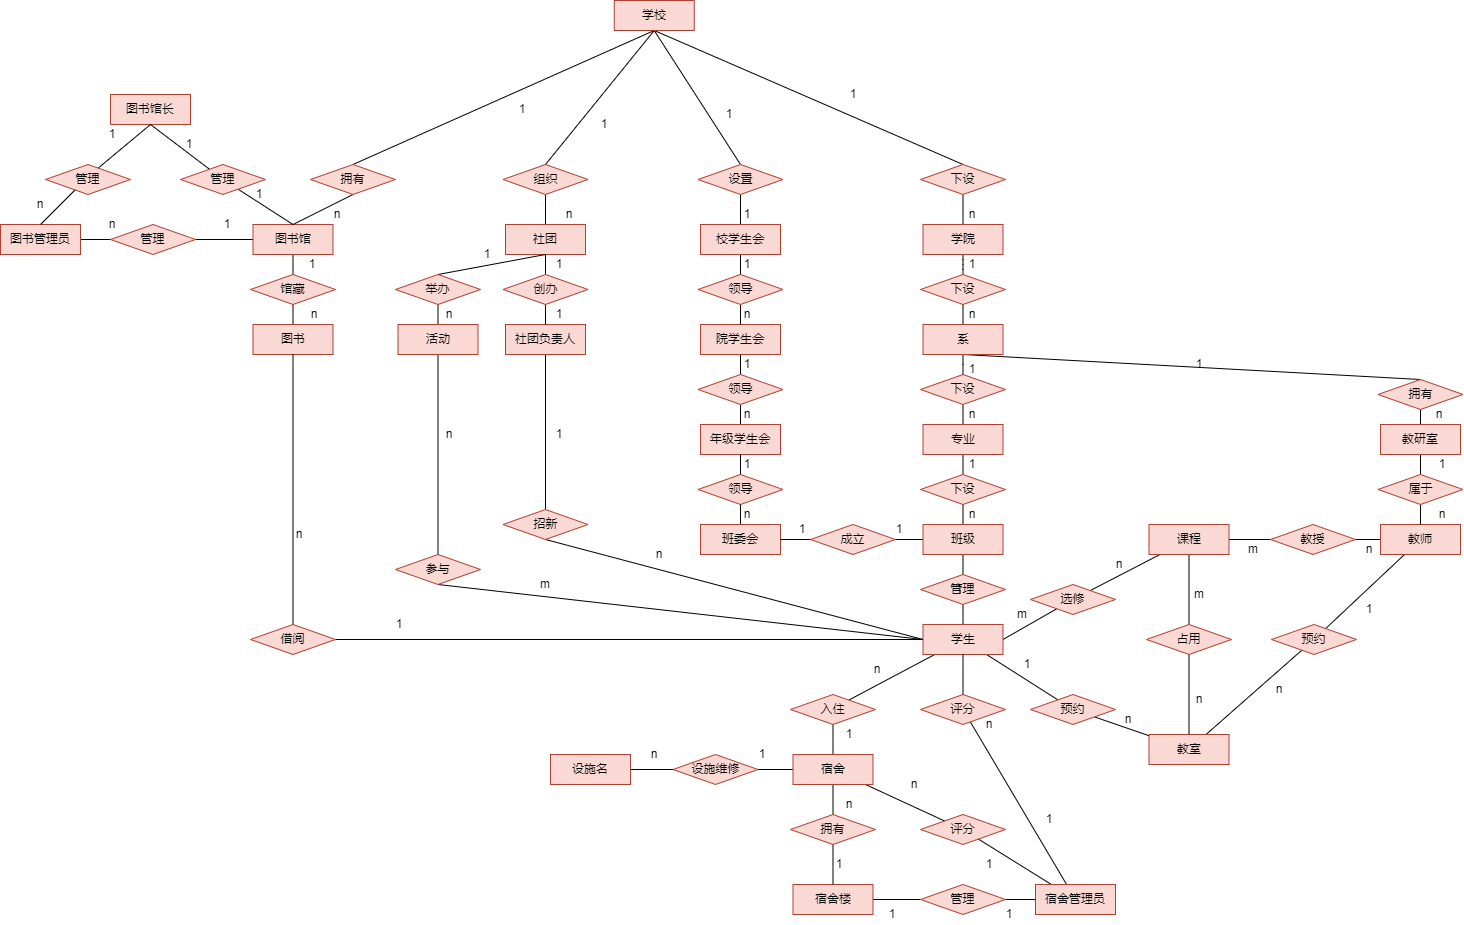 学校
1
1
1
1
图书馆长
1
1
管理
管理
拥有
组织
设置
下设
n
1
n
n
1
n
图书管理员
n
管理
1
图书馆
社团
校学生会
学院
1
1
1
1
1
馆藏
举办
创办
领导
下设
n
n
1
n
n
图书
活动
社团负责人
院学生会
系
1
1
1
领导
下设
拥有
n
n
n
n
1
年级学生会
专业
教研室
1
1
1
领导
下设
属于
n
n
n
招新
n
班委会
1
成立
1
班级
课程
m
教授
n
教师
n
参与
m
管理
n
选修
m
1
m
借阅
1
学生
占用
预约
n
1
n
n
入住
评分
预约
n
n
1
教室
n
设施名
设施维修
1
宿舍
n
n
拥有
评分
1
1
1
宿舍楼
1
管理
1
宿舍管理员